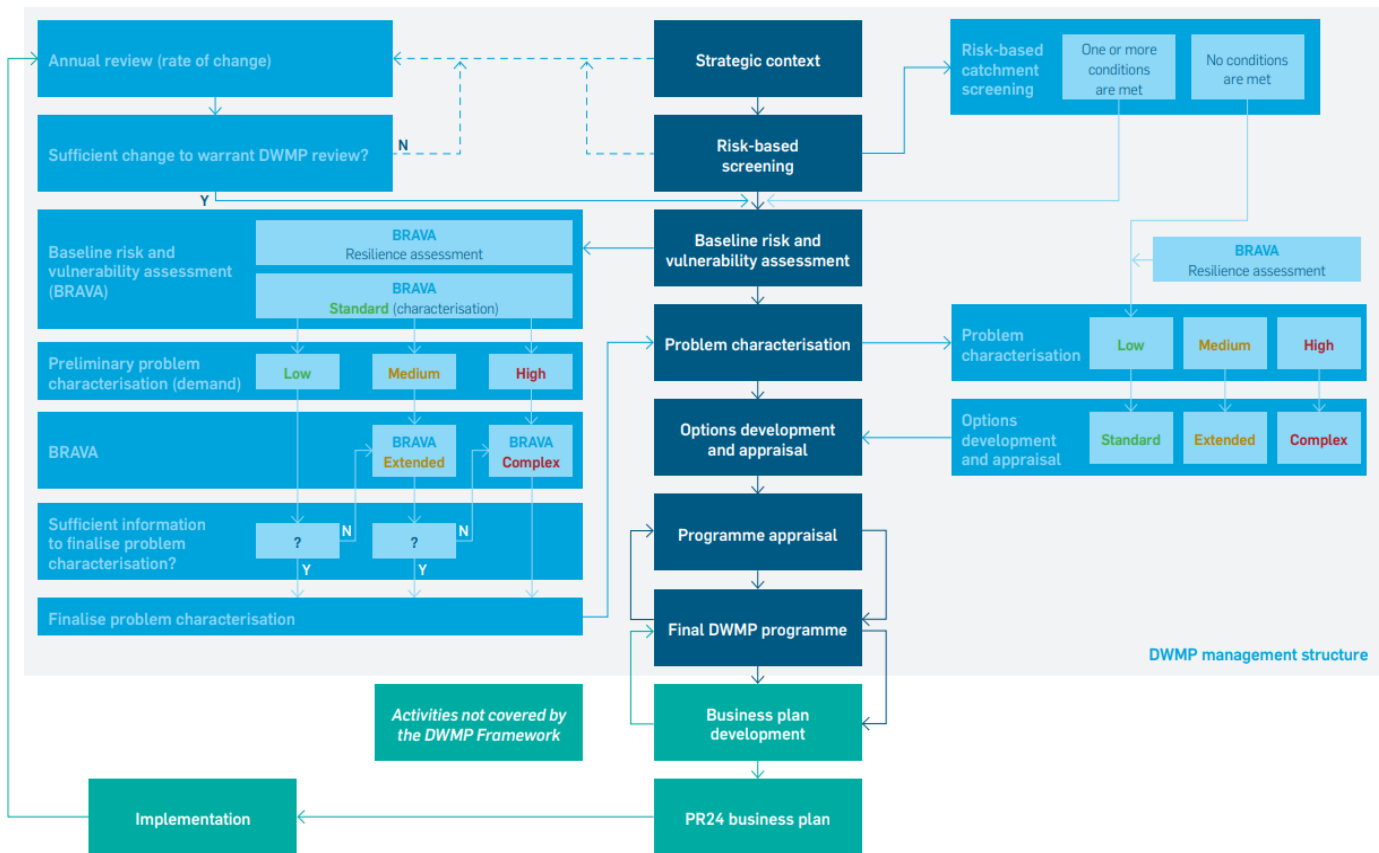 Annual review (rate of change)
Sufficient change to warrant DWMP review?
N
Y
Strategic context
Risk-based
screening
Risk-based
catchment
screening
One or more
conditions
are met
No conditions
are met
Baseline risk and
vulnerability assessment
(BRAVA)
BRAVA
Resilience assessment
BRAVA
Standard (characterisation)
Baseline risk and
vulnerability assessment
BRAVA
Resilience assessment
Preliminary problem
characterisation (demand)
Low
Medium
High
Problem characterisation
Problem
characterisation
Low
Medium
High
BRAVA
BRAVA
Extended
BRAVA
Complex
Options development
and appraisal
Options
development
and appraisal
Standard
Extended
Complex
Sufficient information
to finalise problem
characterisation?
?
N
Y
?
N
Y
Programme appraisal
Finalise problem characterisation
Final DWMP programme
DWMP management structure
Activities not covered by
the DWMP Framework
Business plan
development
Implementation
PR24 business plan